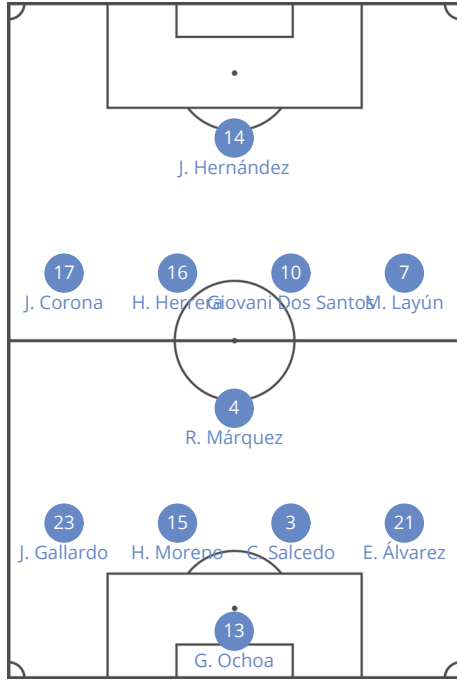 14
J. Hernández
17
16
10
7
J. Corona
H. Herrera
Giovani Dos Santos
M. Layún
4
R. Márquez
23
15
3
21
J. Gallardo
H. Moreno
C. Salcedo
E. Álvarez
13
G. Ochoa